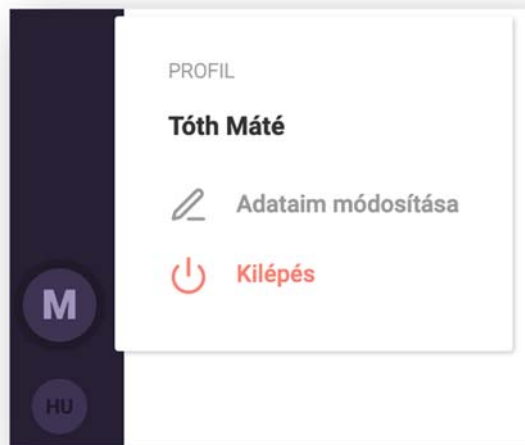 PROFIL
Tóth Máté
Adataim módosítása
Kilépés
M
HU